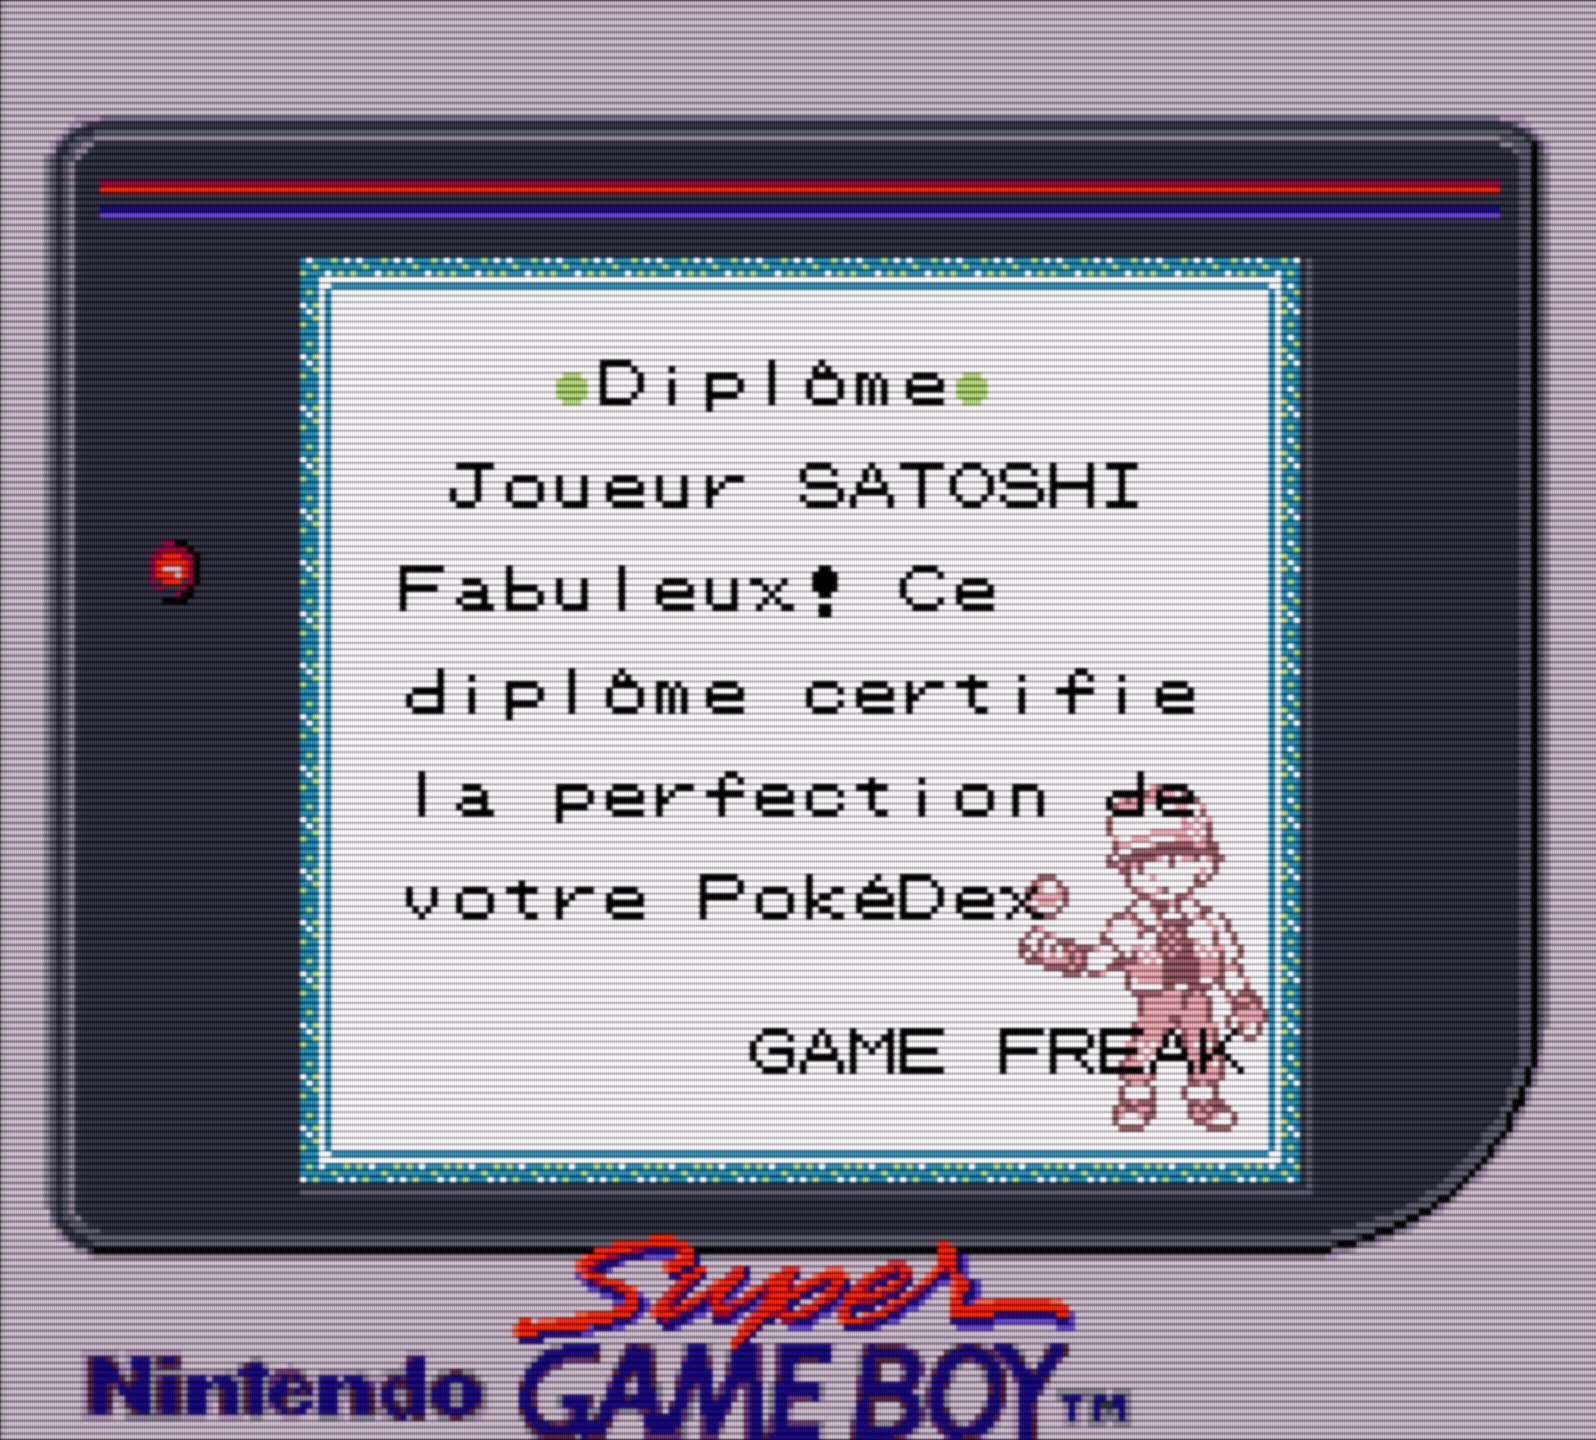 Diplôme
Joueur SATOSHI
Fabuleux! Ce
diplôme certifie
la perfection de
votre PokéDex
GAME FREAK
Super
Nintendo GAME BOY TM